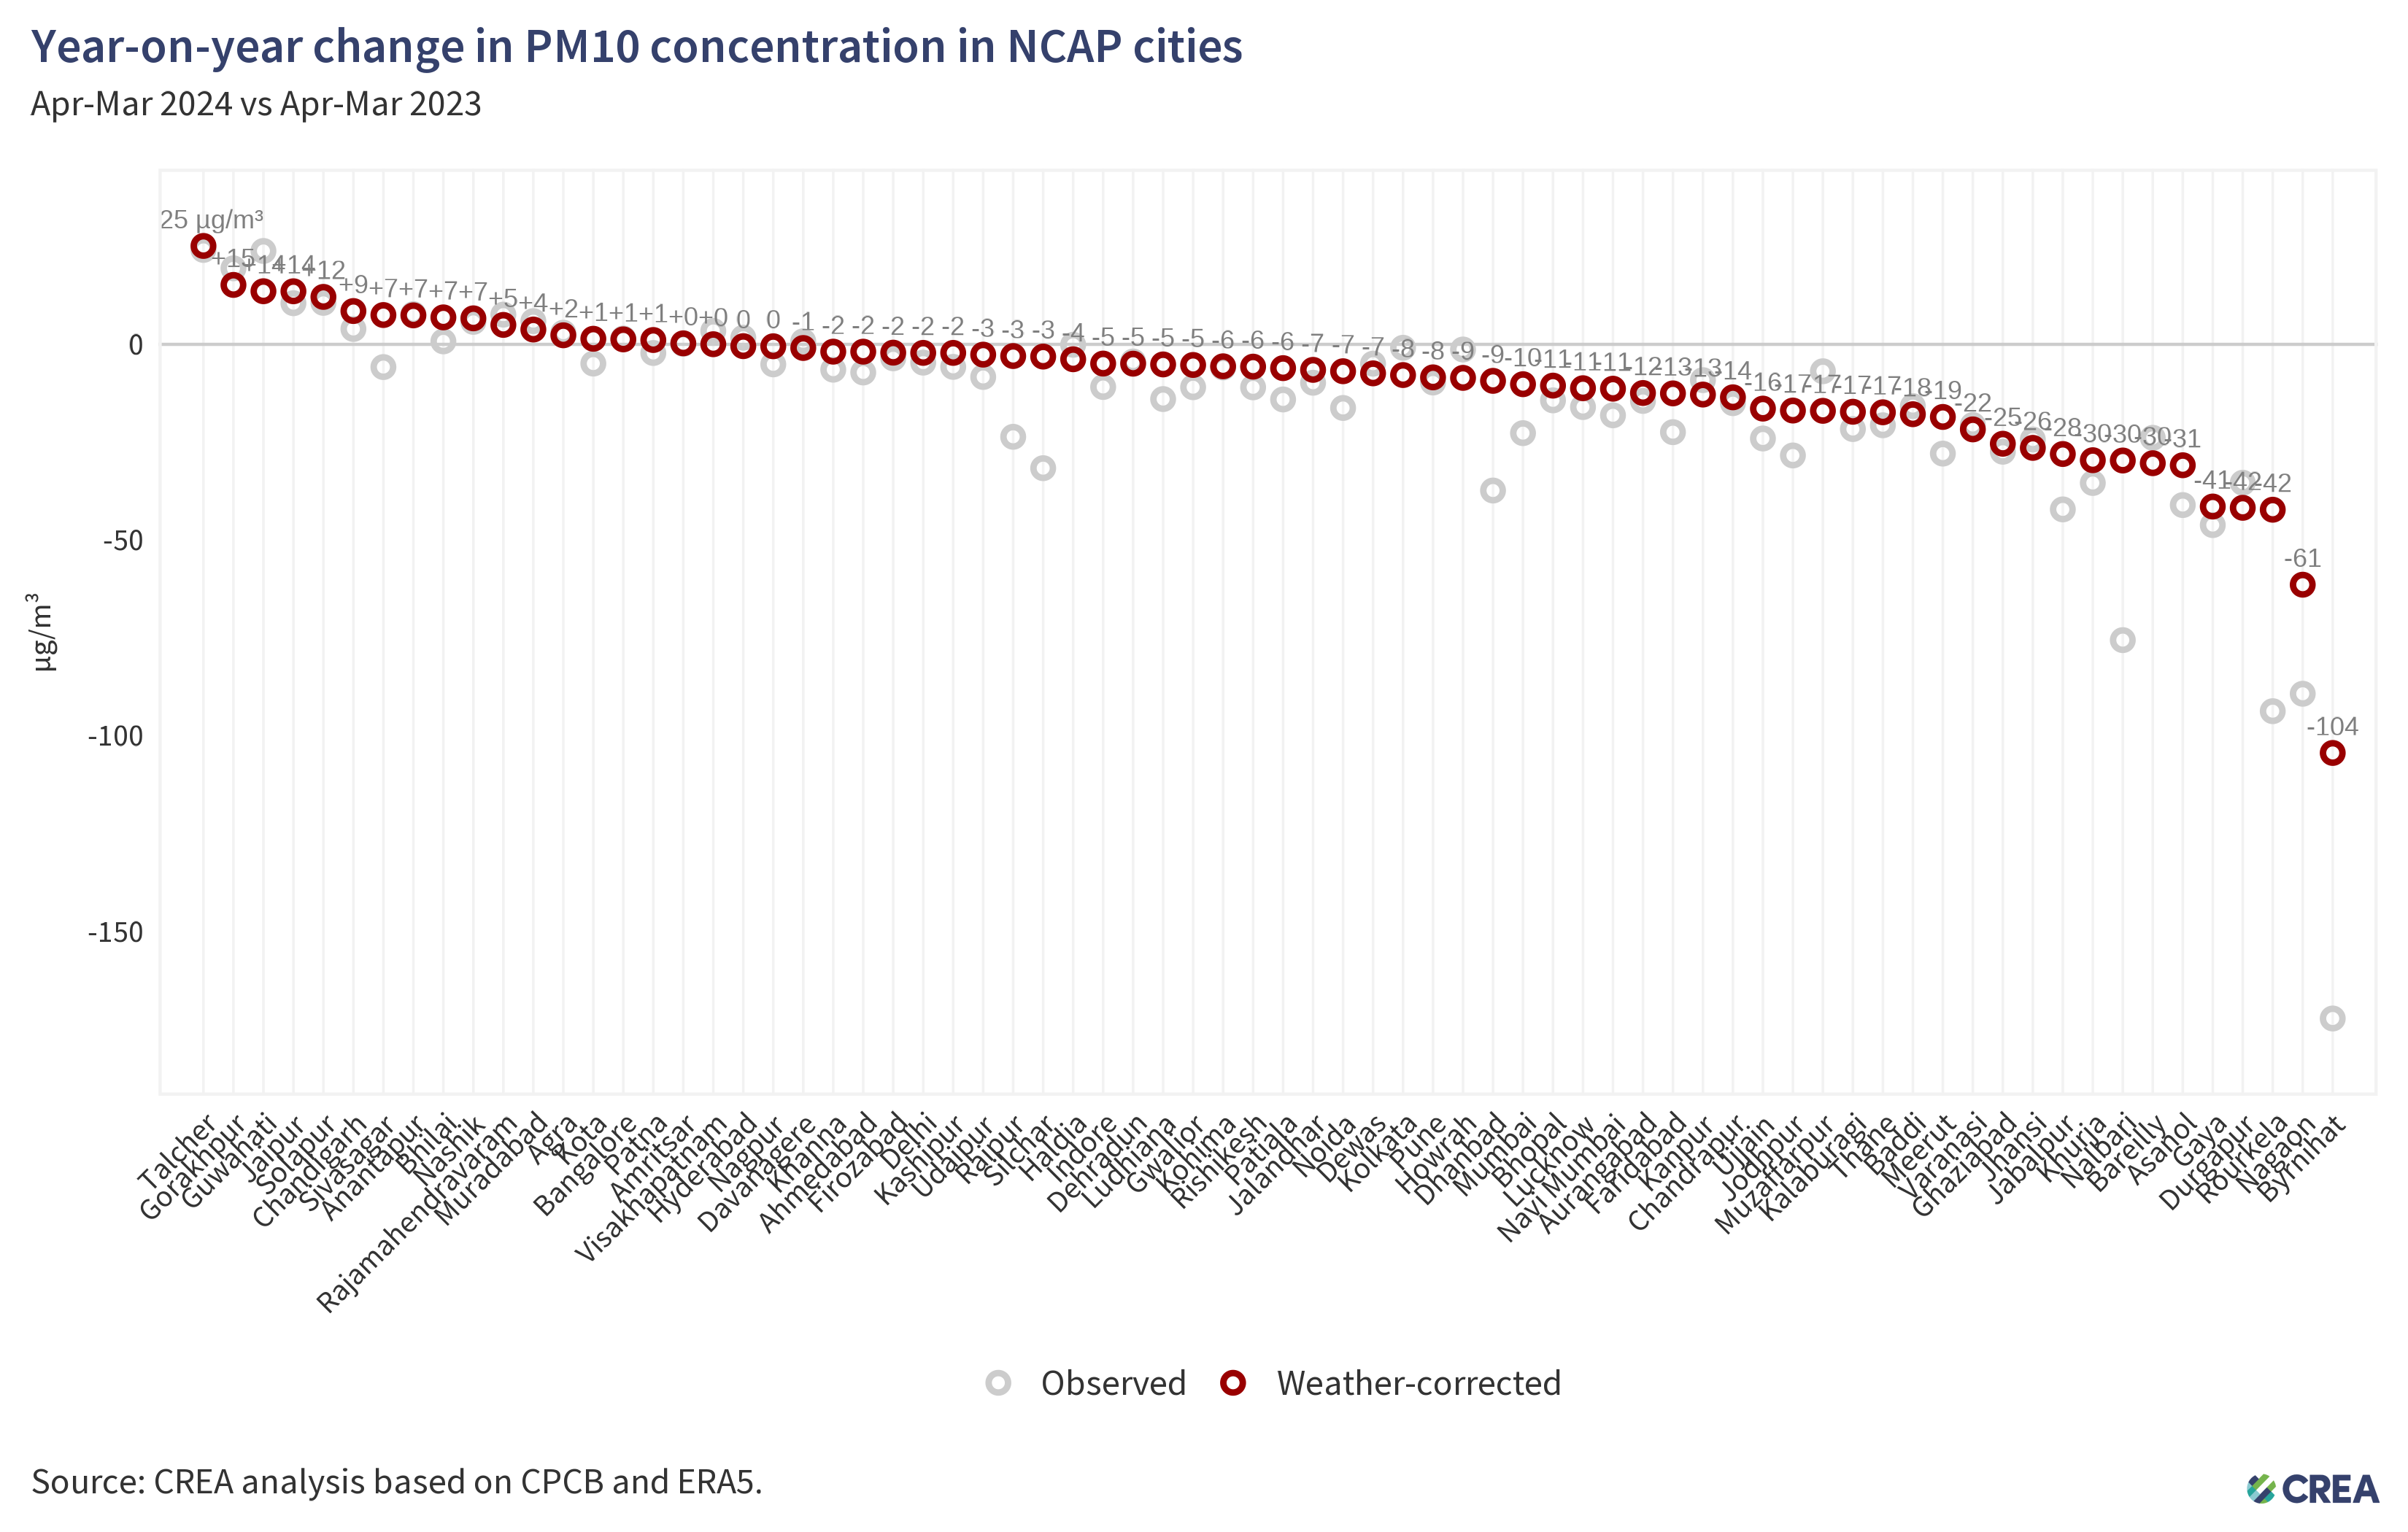 Year-on-year change in PM10 concentration in NCAP cities
Apr-Mar 2024 vs Apr-Mar 2023
25 µg/m³
+15
+14
+14
+12
+9
+7
+7
+7
+7
+5
+4
+2
+1
+1
+1
+0
+0
0
0
-1
-2
-2
-2
-2
-2
-3
-3
-3
-4
-5
-5
-5
-5
-6
-6
-6
-7
-7
-7
-8
-8
-9
-9
-10
-11
-11
-11
-12
-13
-13
-14
-16
-17
-17
-17
-17
-18
-19
-22
-25
-26
-28
-30
-30
-30
-31
-41
-42
-42
-61
-104
0
-50
-100
-150
µg/m³
Talcher
Gorakhpur
Guwahati
Jaipur
Solapur
Chandigarh
Sivasagar
Anantapur
Bhilai
Nashik
Rajamahendravaram
Muradabad
Agra
Kota
Bangalore
Patna
Amritsar
Visakhapatnam
Hyderabad
Nagpur
Davanagere
Khanna
Ahmedabad
Firozabad
Delhi
Kashipur
Udaipur
Raipur
Silchar
Haldia
Indore
Dehradun
Ludhiana
Gwalior
Kohima
Rishikesh
Patiala
Jalandhar
Noida
Dewas
Kolkata
Pune
Howrah
Dhanbad
Mumbai
Bhopal
Lucknow
Navi Mumbai
Aurangabad
Faridabad
Kanpur
Chandrapur
Ujjain
Jodhpur
Muzaffarpur
Kalaburagi
Thane
Baddi
Meerut
Varanasi
Ghaziabad
Jhansi
Jabalpur
Khurja
Nalbari
Bareilly
Asansol
Gaya
Durgapur
Rourkela
Nagaon
Byrnihat
Observed
Weather-corrected
Source: CREA analysis based on CPCB and ERA5.
CREA